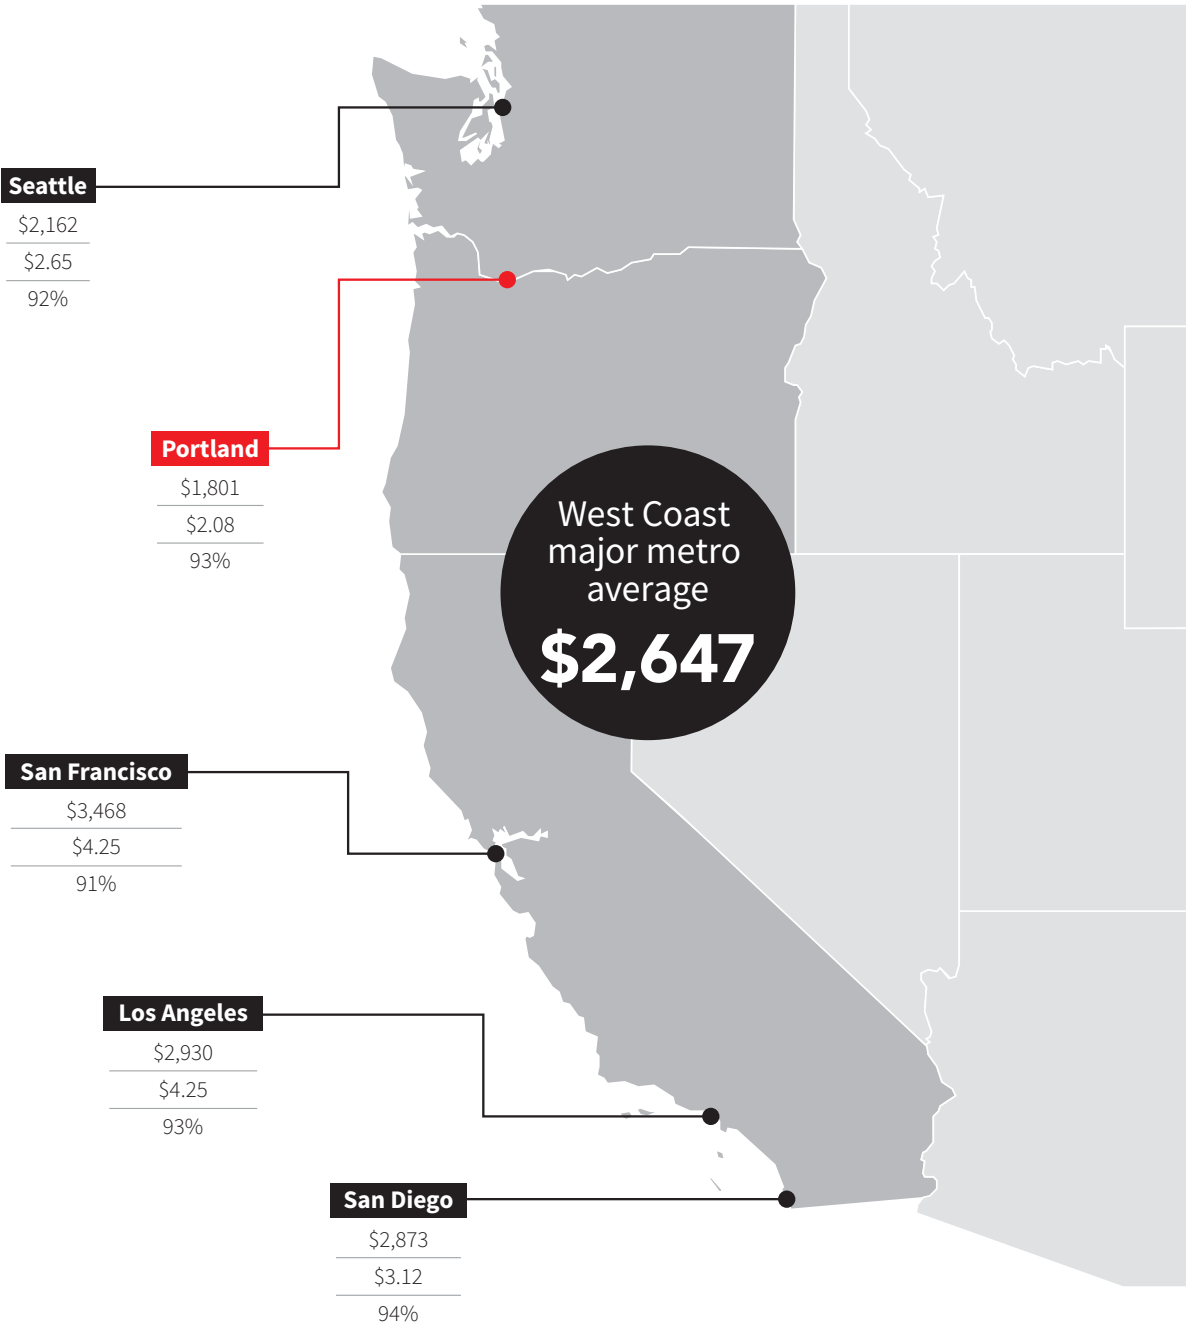 Seattle
$2,162
$2.65
92%
Portland
$1,801
$2.08
93%
West Coast
major metro
average
$2,647
San Francisco
$3,468
$4.25
91%
Los Angeles
$2,930
$4.25
93%
San Diego
$2,873
$3.12
94%